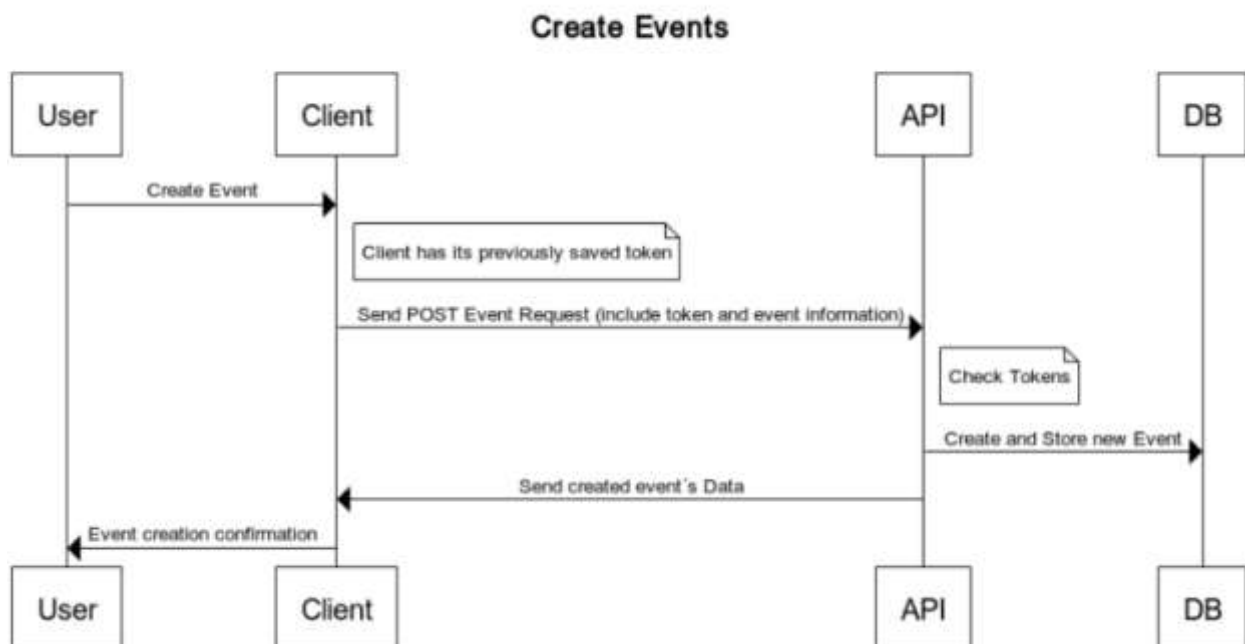 Create Events
User
Client
API
DB
Create Event
Client has its previously saved token
Send POST Event Request (include token and event information)
Check Tokens
Create and Store new Event
Send created event´s Data
Event creation confirmation
User
Client
API
DB